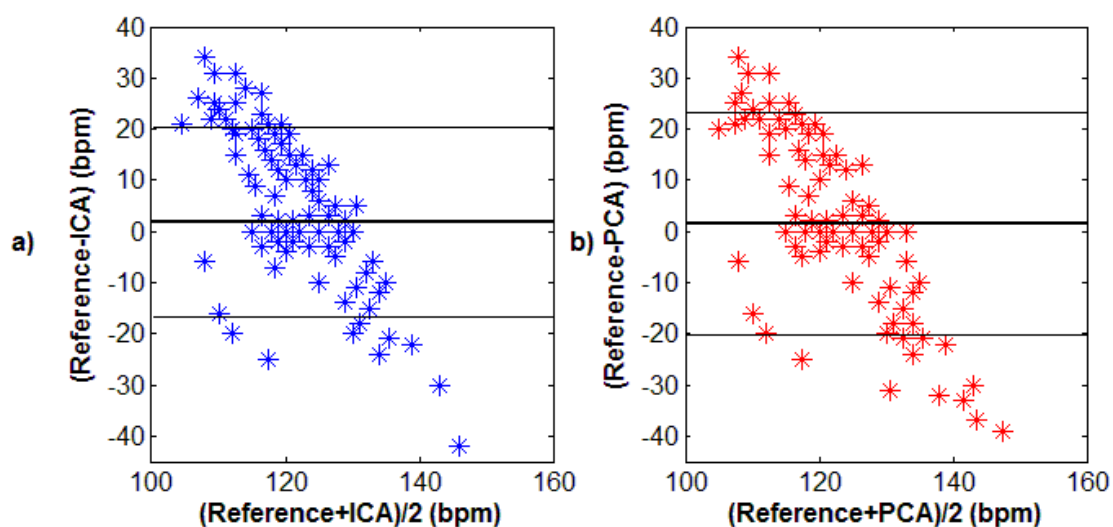 a)
(Reference-ICA) (bpm)
40
30
20
10
0
-10
-20
-30
-40
100 120 140 160
(Reference+ICA)/2 (bpm)
b)
(Reference-PCA) (bpm)
40
30
20
10
0
-10
-20
-30
-40
100 120 140 160
(Reference+PCA)/2 (bpm)